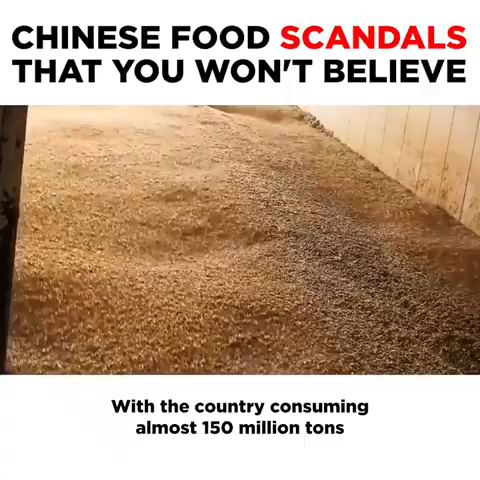 CHINESE FOOD SCANDALS
THAT YOU WON'T BELIEVE
With the country consuming
almost 150 million tons